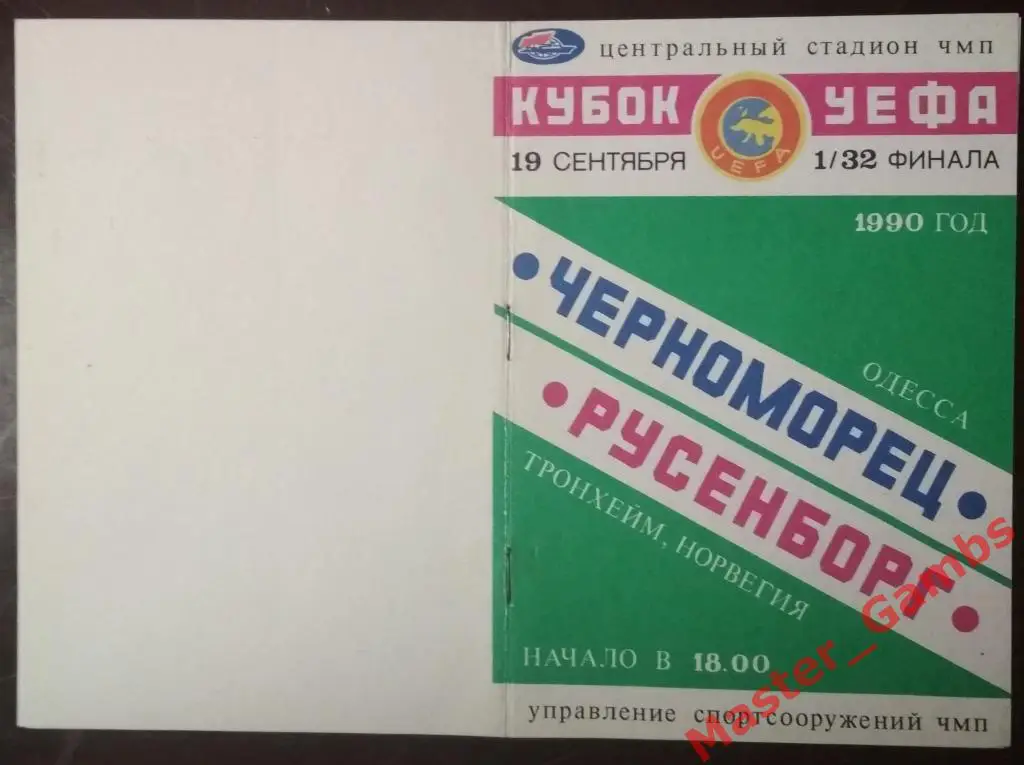 ЦЕНТРАЛЬНЫЙ СТАДИОН ЧМП
КУБОК УЕФА
UEFA
19 СЕНТЯБРЯ 1/32 ФИНАЛА
1990 ГОД
ЧЕРНОМОРЕЦ
ОДЕССА
РУСЕНБОРГ
ТРОНХЕЙМ, НОРВЕГИЯ
НАЧАЛО В 18.00
УПРАВЛЕНИЕ СПОРТСООРУЖЕНИЙ ЧМП
Master_Gambs